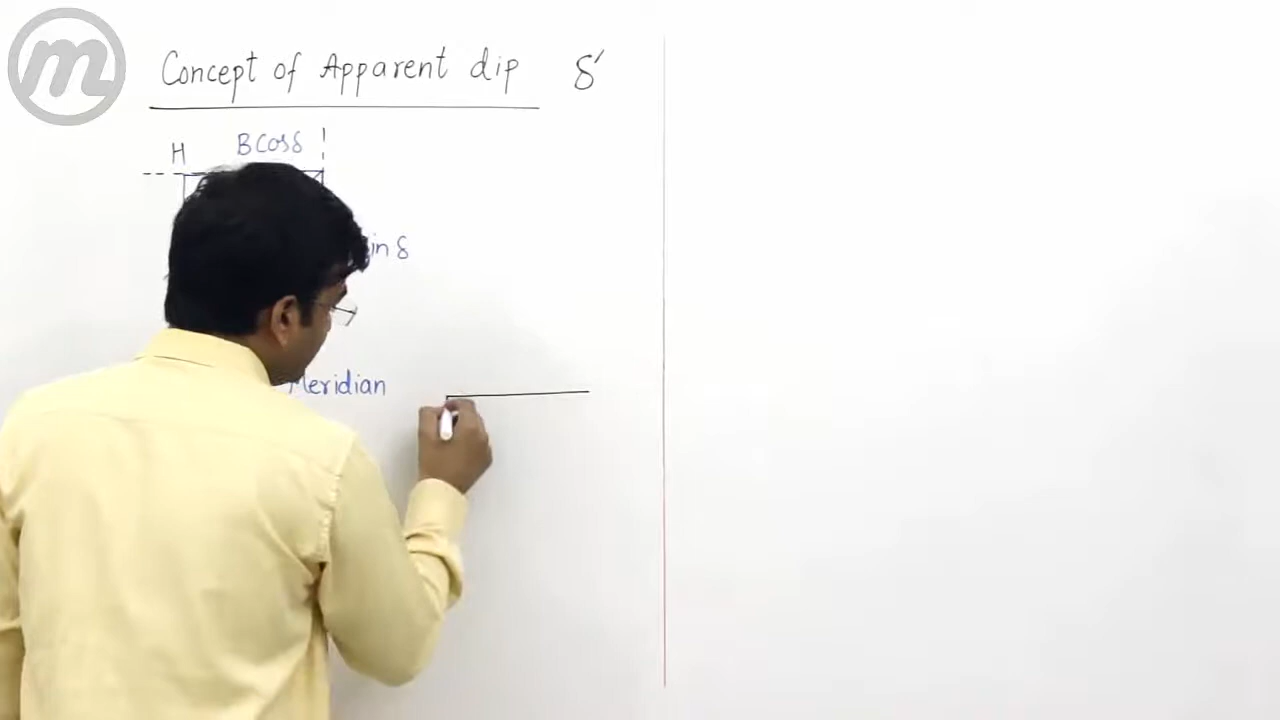 Concept of Apparent dip δ′
H B cosδ
in δ
Meridian